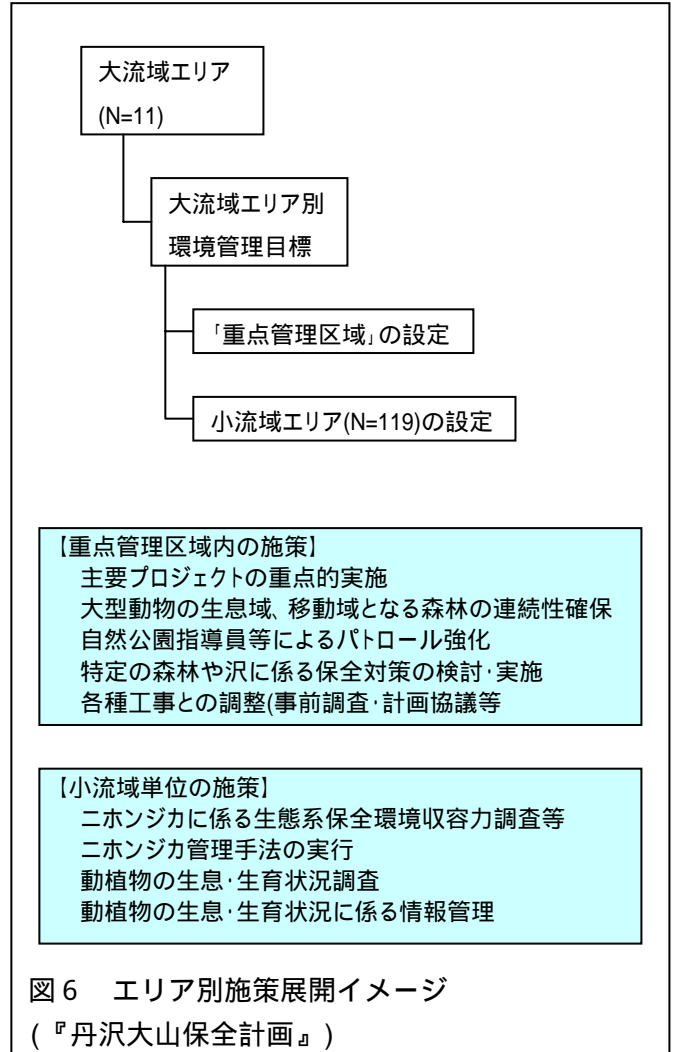 大流域エリア
(N=11)
大流域エリア別
環境管理目標
「重点管理区域」の設定
小流域エリア(N=119)の設定
【重点管理区域内の施策】
主要プロジェクトの重点的実施
大型動物の生息域、移動域となる森林の連続性確保
自然公園指導員等によるパトロール強化
特定の森林や沢に係る保全対策の検討・実施
各種工事との調整(事前調査・計画協議等
【小流域単位の施策】
ニホンジカに係る生態系保全環境収容力調査等
ニホンジカ管理手法の実行
動植物の生息・生育状況調査
動植物の生息・生育状況に係る情報管理
図6　エリア別施策展開イメージ
(『丹沢大山保全計画』)